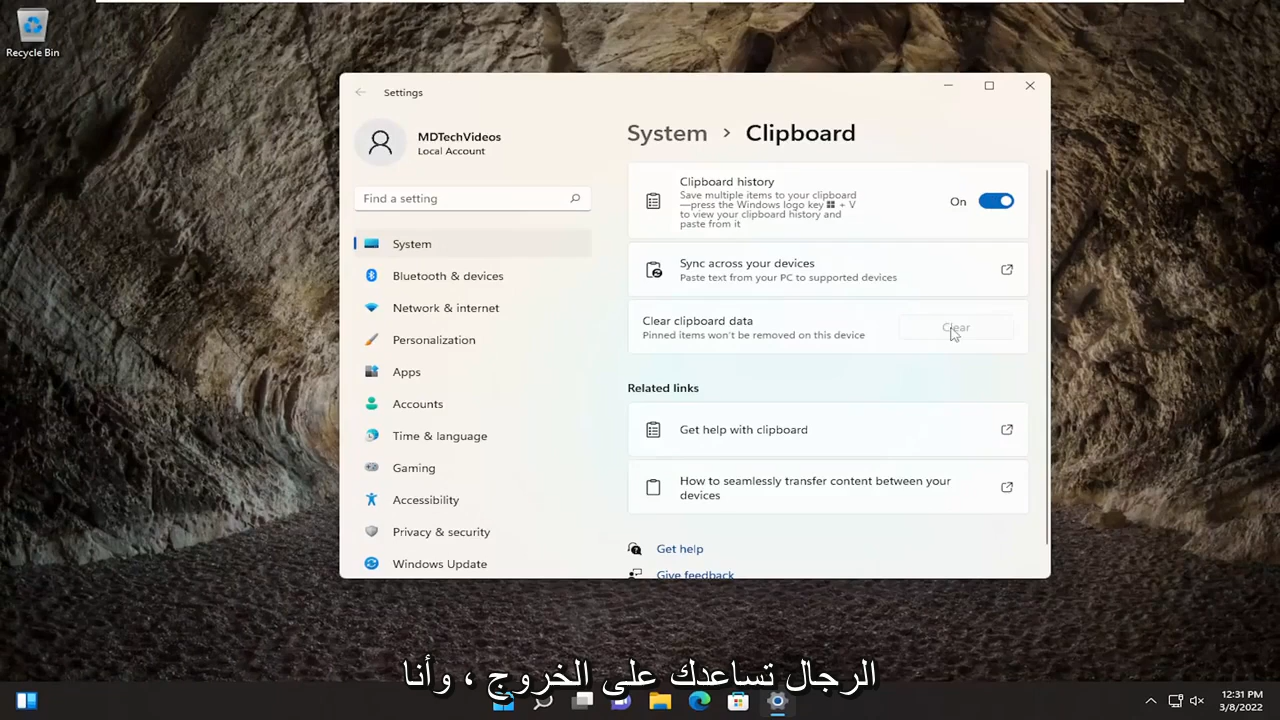 Recycle Bin
Settings
MDTechVideos
Local Account
Find a setting
System
Bluetooth & devices
Network & internet
Personalization
Apps
Accounts
Time & language
Gaming
Accessibility
Privacy & security
Windows Update
System > Clipboard
Clipboard history
Save multiple items to your clipboard
—press the Windows logo key + V
to view your clipboard history and
paste from it
On
Sync across your devices
Paste text from your PC to supported devices
Clear clipboard data
Pinned items won't be removed on this device
Clear
Related links
Get help with clipboard
How to seamlessly transfer content between your
devices
Get help
Give feedback
الرجال تساعدك على الخروج ، وأنا
12:31 PM
3/8/2022